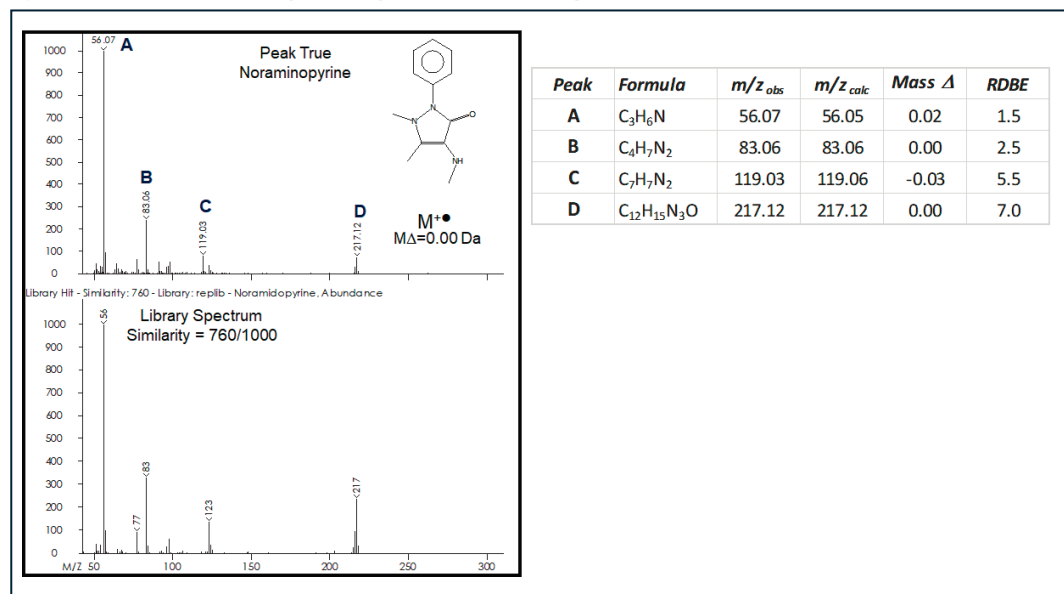 56.07
A
Peak True
Noraminopyrine
1000
900
800
700
600
500
400
300
200
100
0
B
83.06
C
119.03
D
217.12
M+●
MΔ=0.00 Da
N
N
O
NH
Library Hit - Similarity: 760 - Library: replib - Noramidopyrine, Abundance
Library Spectrum
Similarity = 760/1000
56
1000
900
800
700
600
500
400
300
200
100
0
77
83
123
217
M/Z 50 100 150 200 250 300
Peak Formula m/z obs m/z calc Mass Δ RDBE
A C3H6N 56.07 56.05 0.02 1.5
B C4H7N2 83.06 83.06 0.00 2.5
C C7H7N2 119.03 119.06 -0.03 5.5
D C12H15N3O 217.12 217.12 0.00 7.0